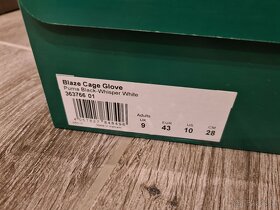 Blaze Cage Glove
Puma Black-Whisper White
363766 01
Adults
UK EUR US CM
9 43 10 28